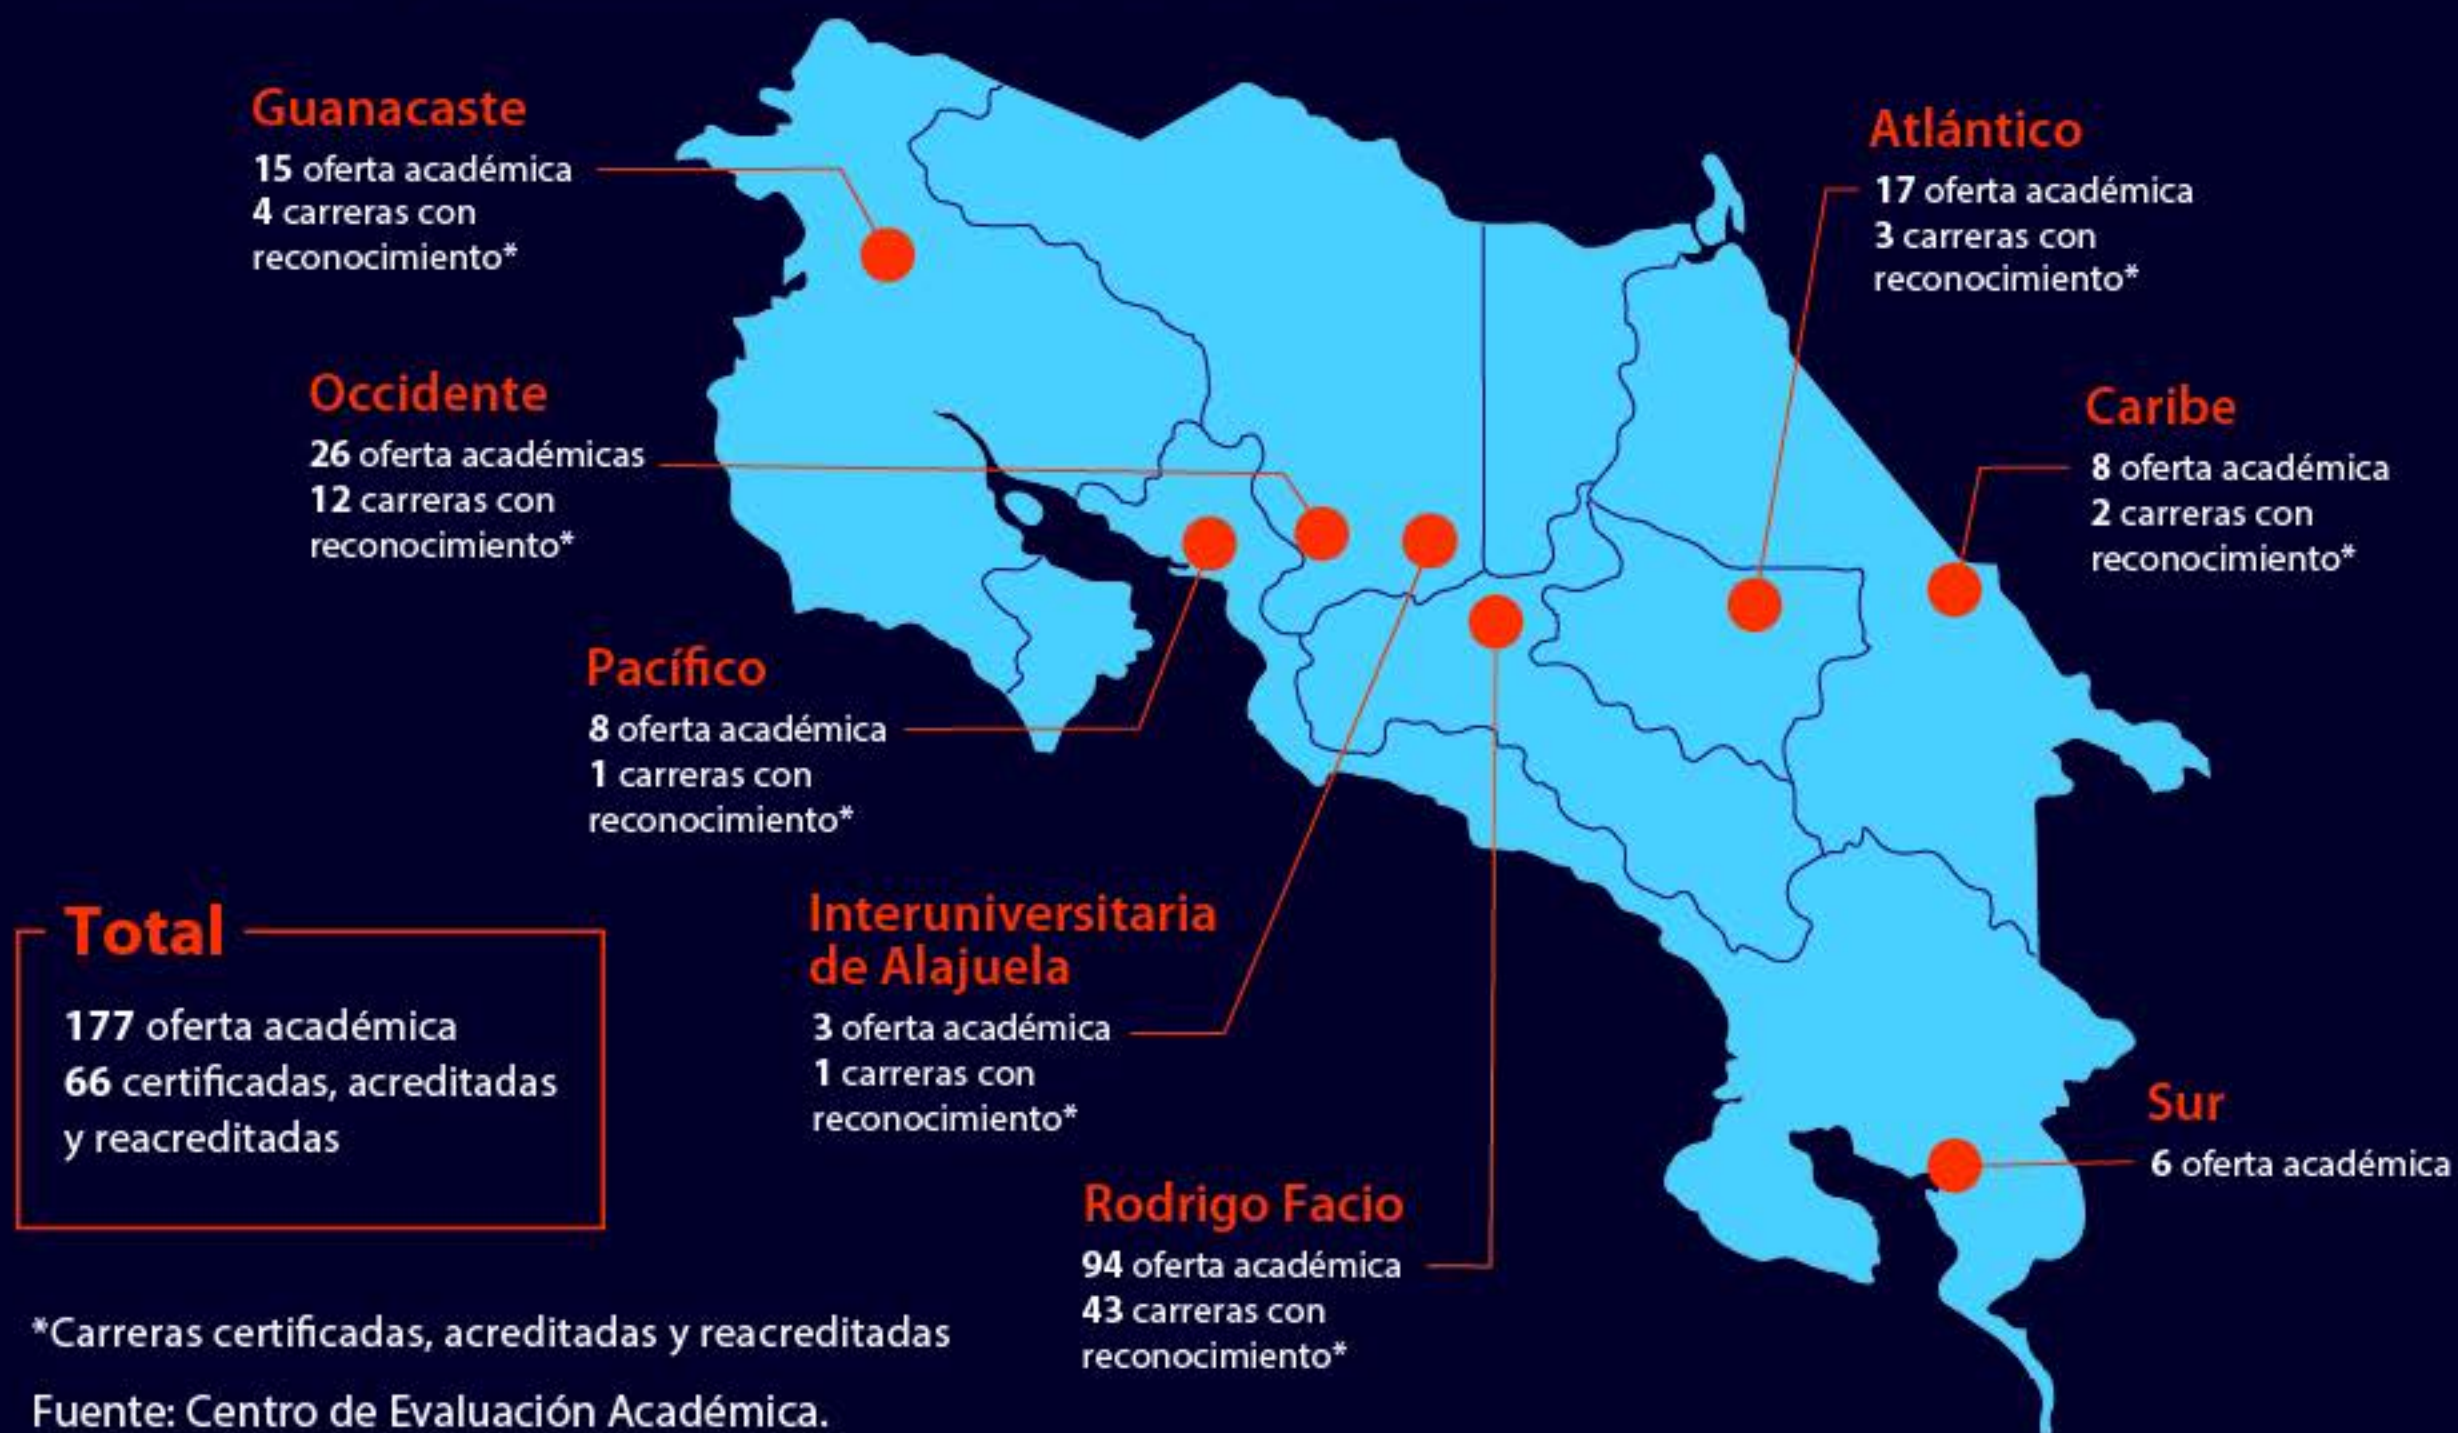 Guanacaste
15 oferta académica
4 carreras con
reconocimiento*
Atlántico
17 oferta académica
3 carreras con
reconocimiento*
Occidente
26 oferta académicas
12 carreras con
reconocimiento*
Caribe
8 oferta académica
2 carreras con
reconocimiento*
Pacífico
8 oferta académica
1 carreras con
reconocimiento*
Interuniversitaria
de Alajuela
3 oferta académica
1 carreras con
reconocimiento*
Total
177 oferta académica
66 certificadas, acreditadas
y reacreditadas
Sur
6 oferta académica
Rodrigo Facio
94 oferta académica
43 carreras con
reconocimiento*
*Carreras certificadas, acreditadas y reacreditadas
Fuente: Centro de Evaluación Académica.